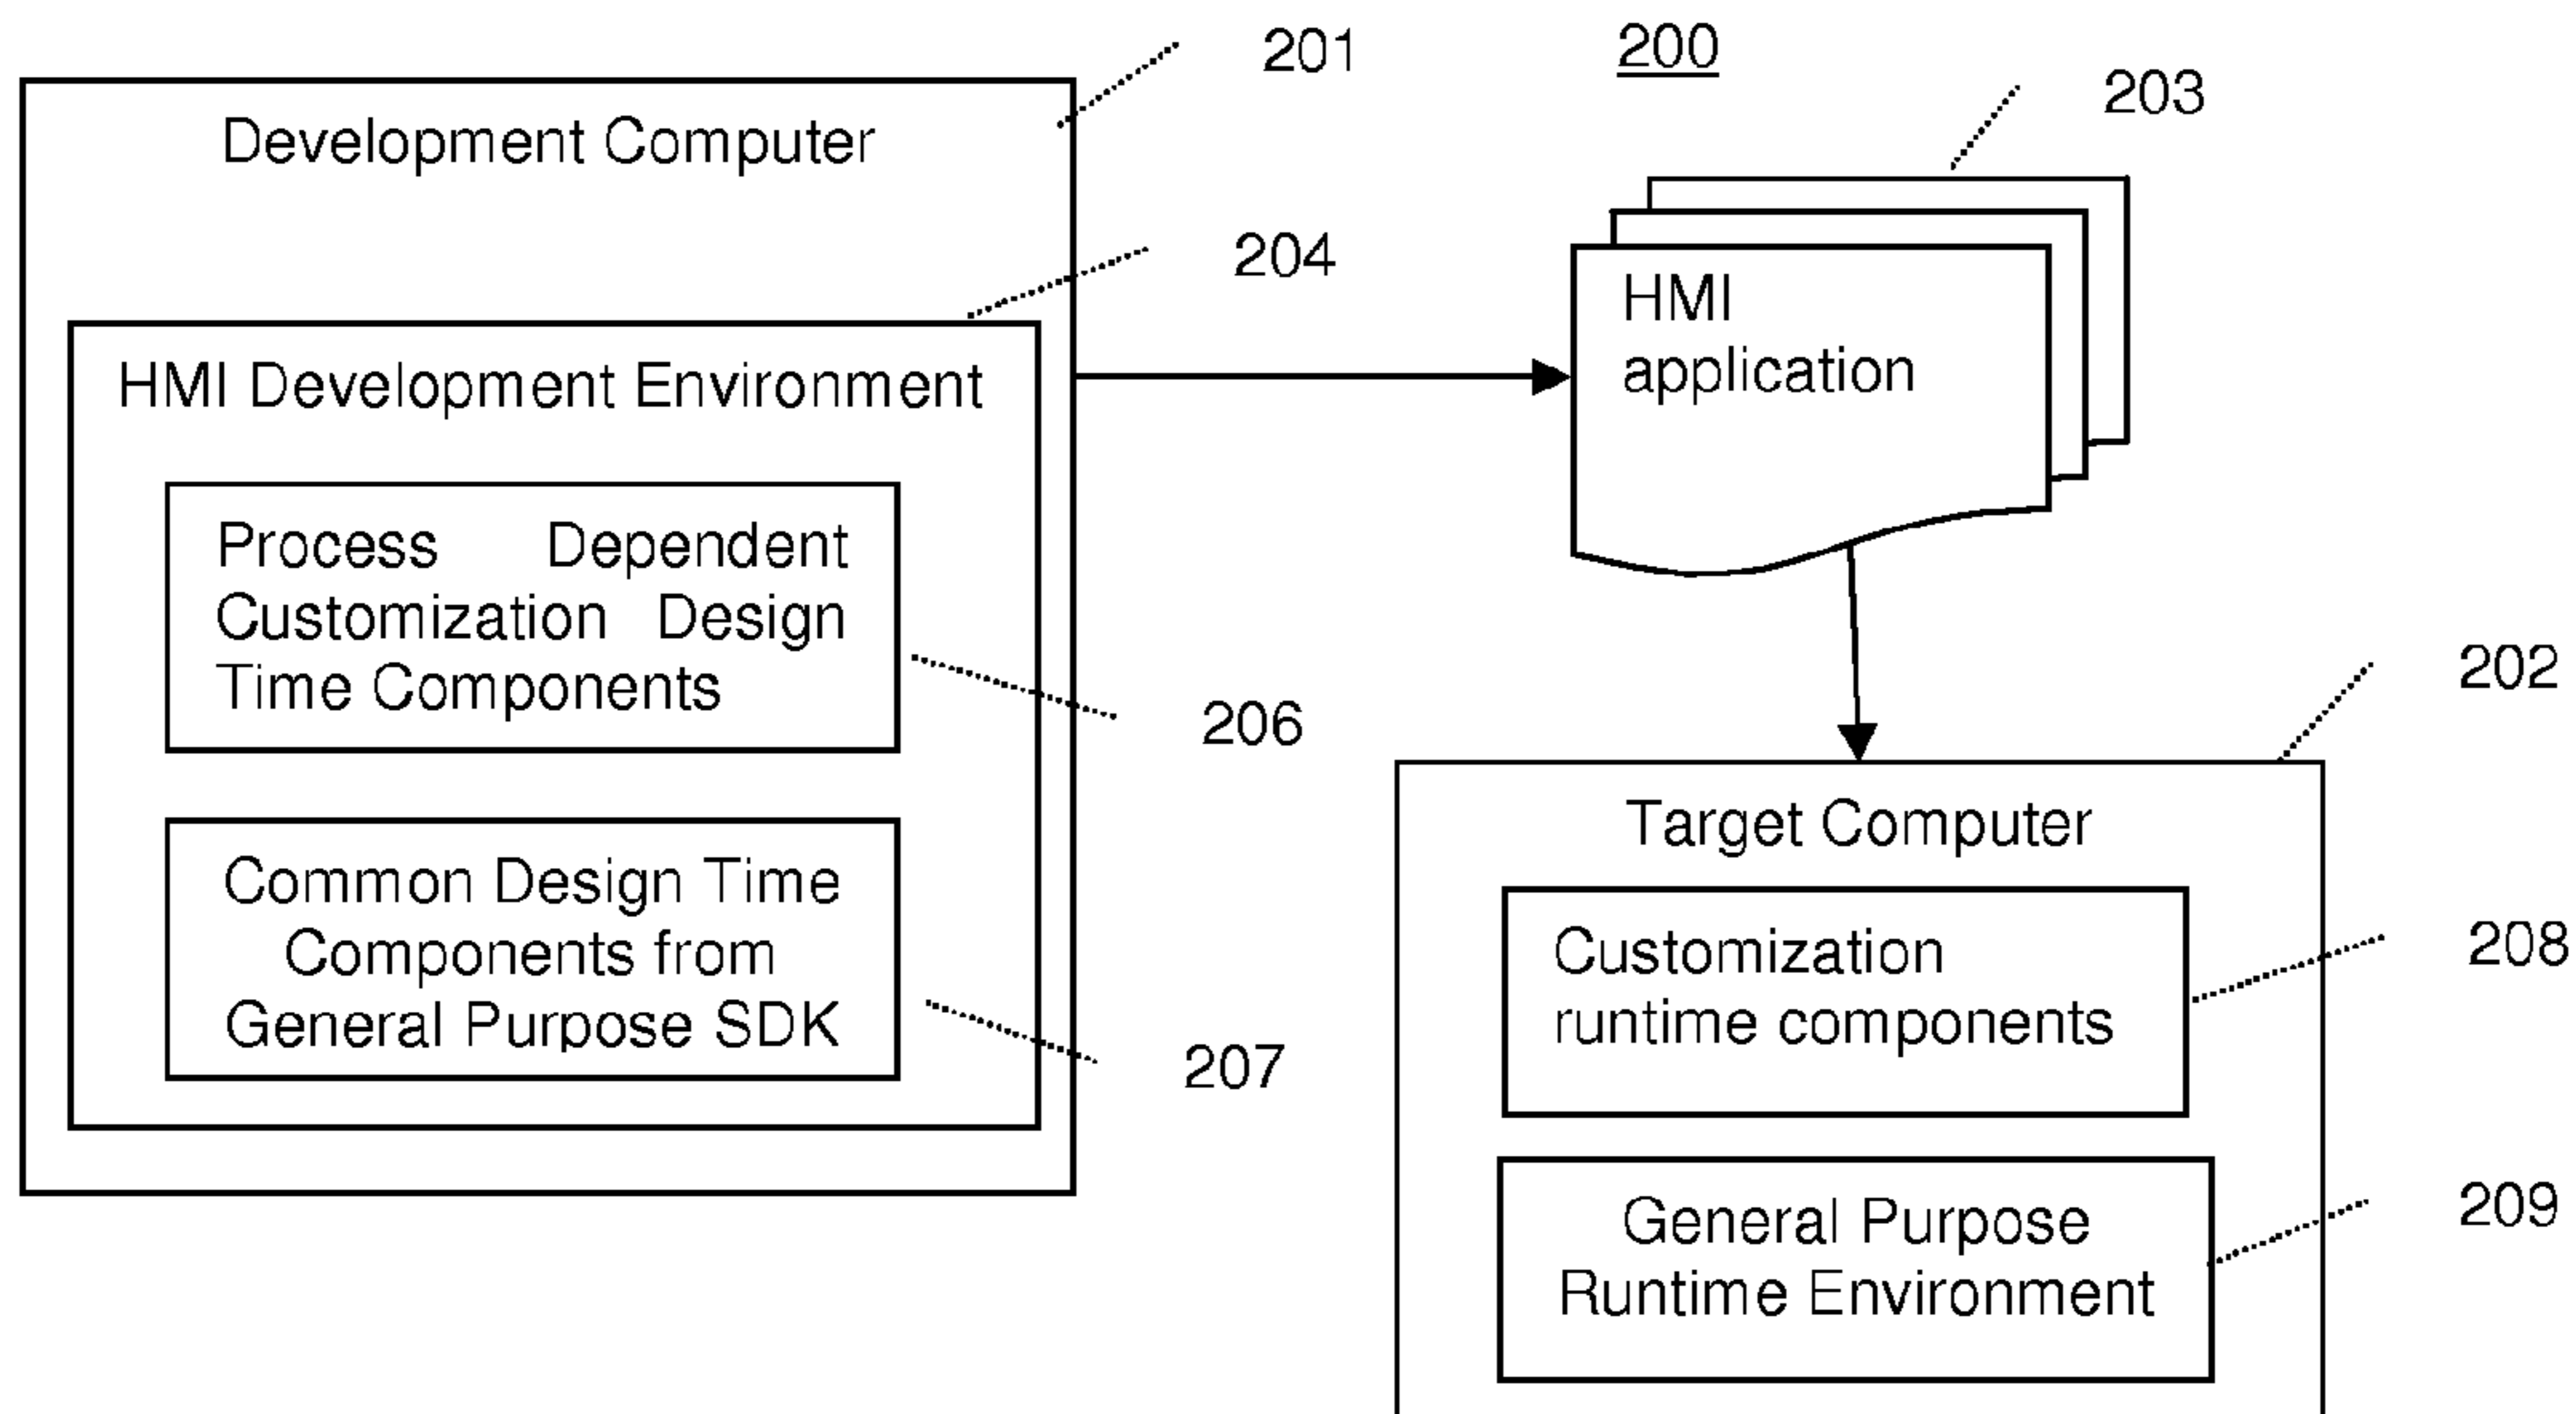 200
201
Development Computer
204
HMI Development Environment
Process Dependent
Customization Design
Time Components
206
Common Design Time
Components from
General Purpose SDK
207
203
HMI
application
202
Target Computer
Customization
runtime components
208
General Purpose
Runtime Environment
209